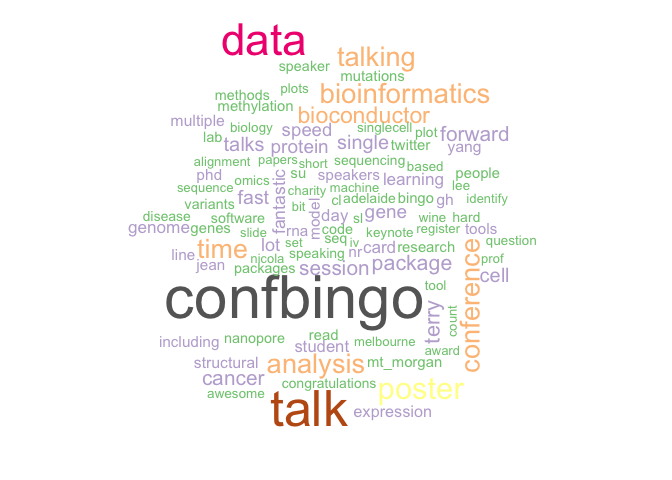 data
talking
speaker
mutations
plots
methods
bioinformatics
methylation
bioconductor
multiple
biology
speed
singlecell
plot
forward
lab
talks
protein
single
twitter
yang
alignment
papers
short
sequencing
based
phd
omics
su
speakers
learning
people
sequence
charity
machine
lee
variants
fast
fantastic
bit
cl
adelaide
bingo
gh
identify
disease
software
model
day
sl
gene
wine
hard
genome
genes
slide
rna
code
keynote
register
tools
time
lot
set
seq
iv
card
research
question
line
nicola
speaking
nr
conference
prof
jean
packages
session
package
cell
confbingo
tool
terry
count
including
nanopore
read
student
melbourne
award
structural
analysis
mt_morgan
cancer
congratulations
poster
awesome
talk
expression